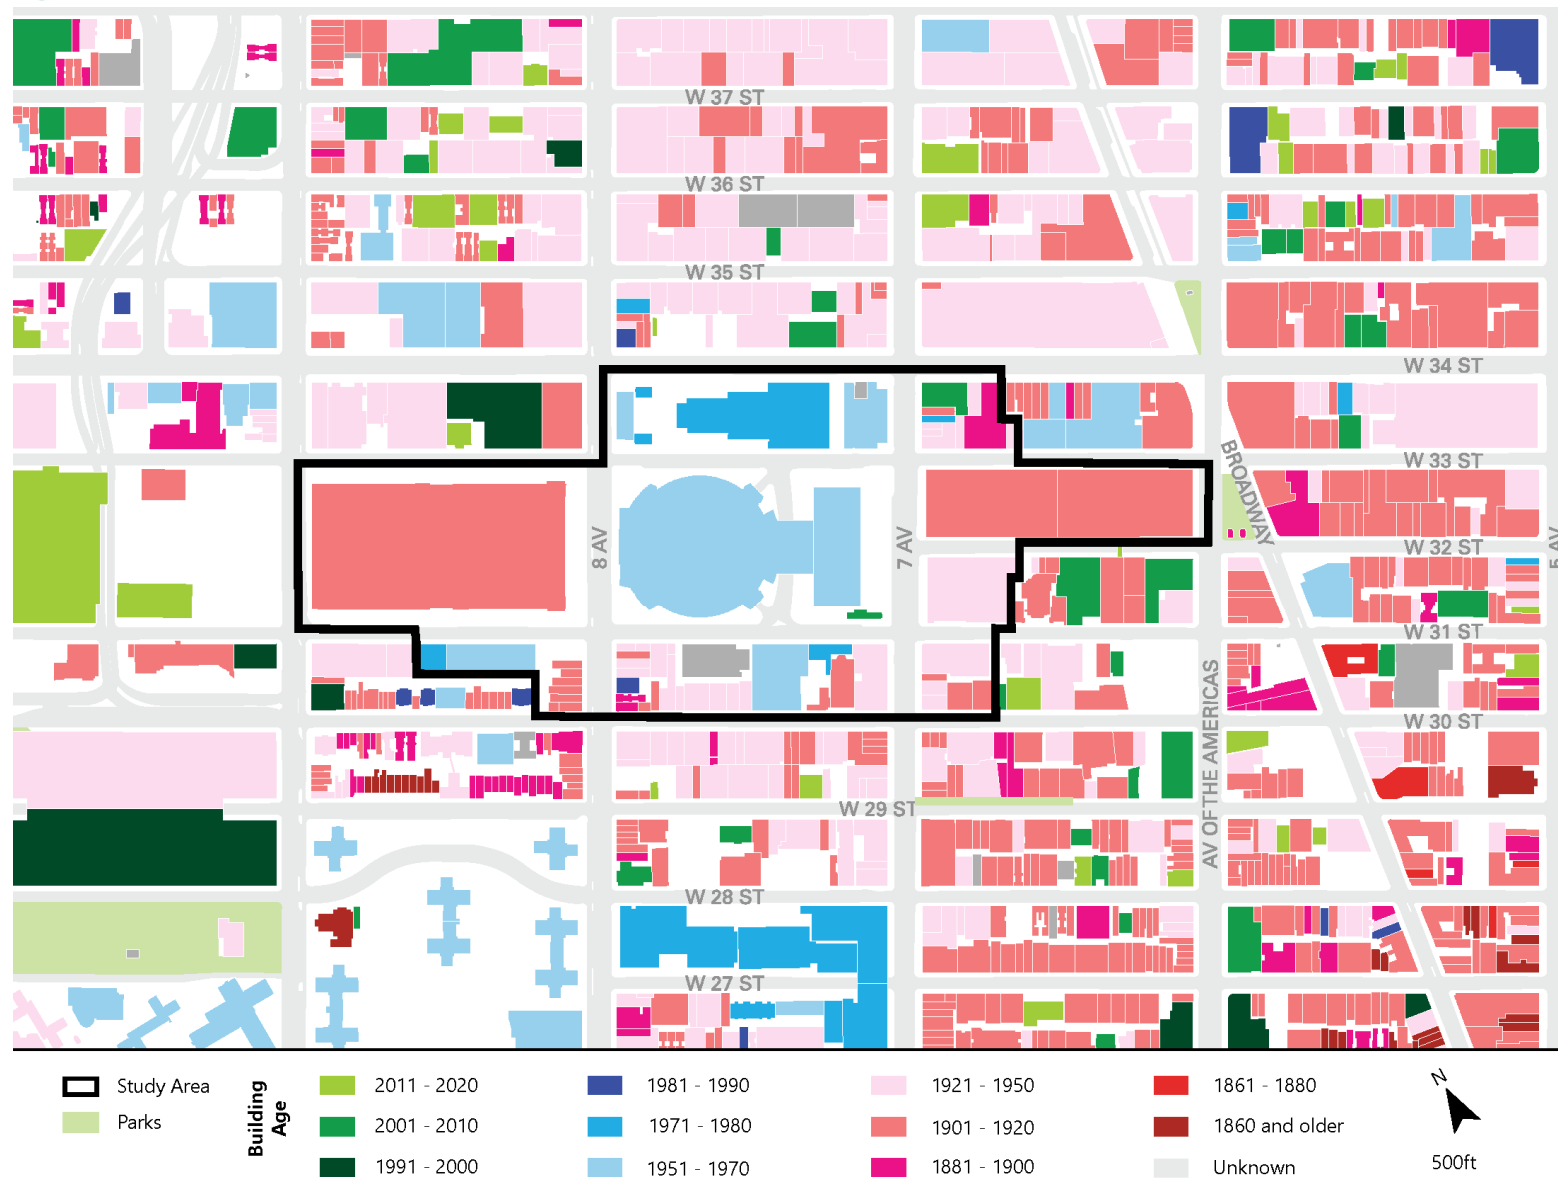 W 37 ST
W 36 ST
W 35 ST
W 34 ST
BROADWAY
W 33 ST
8 AV
7 AV
W 32 ST
5 AV
W 31 ST
AV OF THE AMERICAS
W 30 ST
W 29 ST
W 28 ST
W 27 ST
Study Area
Parks
Building
Age
2011 - 2020
2001 - 2010
1991 - 2000
1981 - 1990
1971 - 1980
1951 - 1970
1921 - 1950
1901 - 1920
1881 - 1900
1861 - 1880
1860 and older
Unknown
N
500ft